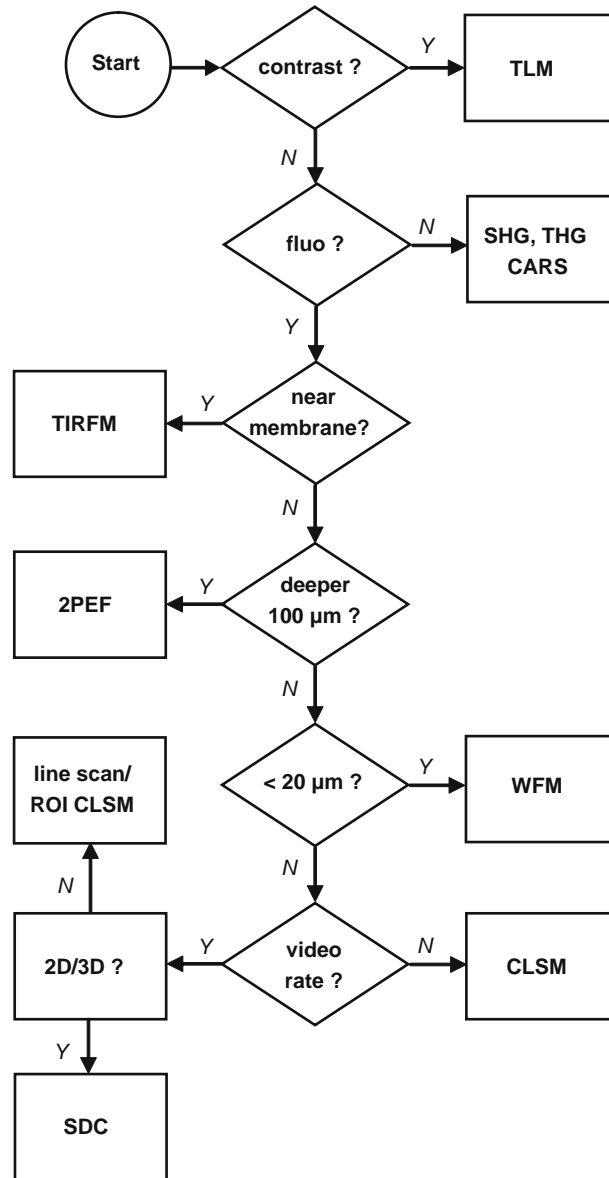 Start
contrast ?
Y
TLM
N
fluo ?
N
SHG, THG
CARS
Y
near
membrane?
Y
TIRFM
N
deeper
100 µm ?
Y
2PEF
N
< 20 µm ?
Y
WFM
line scan/
ROI CLSM
N
N
video
rate ?
N
CLSM
Y
2D/3D ?
Y
SDC